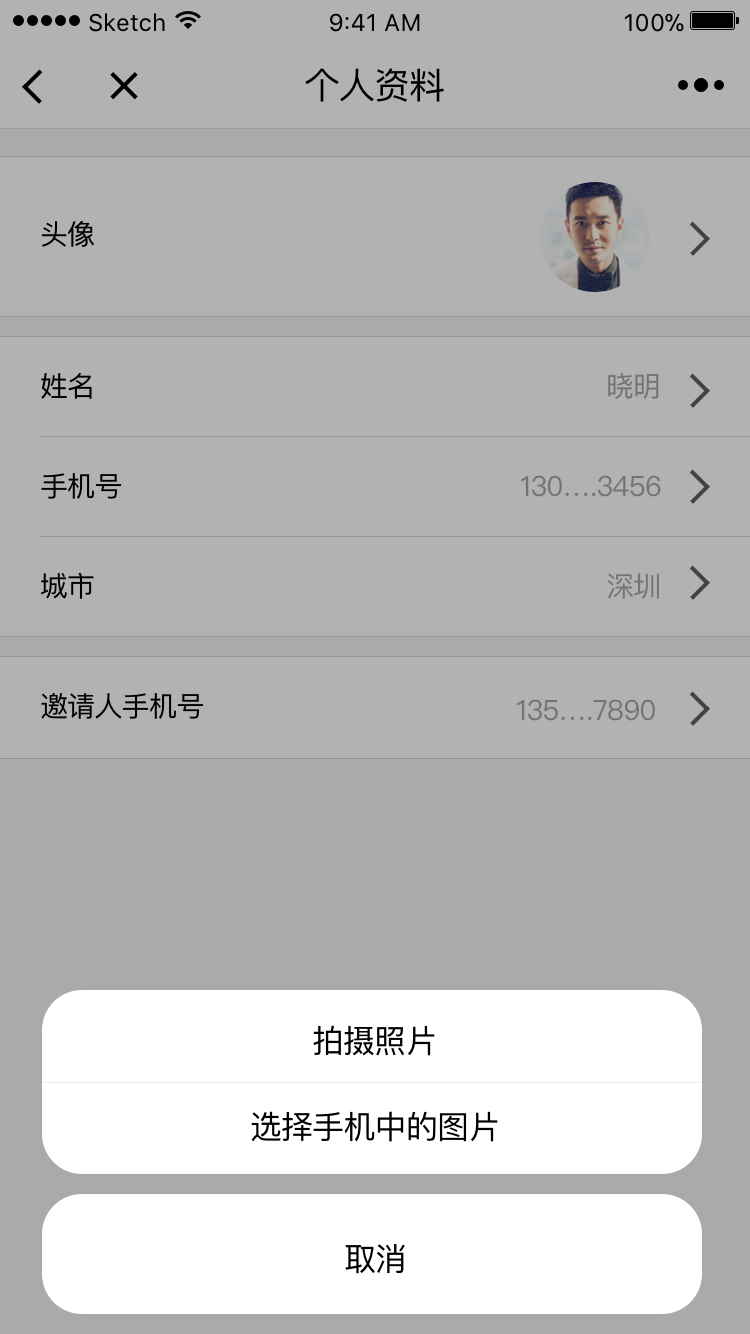 Sketch 9:41 AM 100%
个人资料
头像
姓名 晓明
手机号 130....3456
城市 深圳
邀请人手机号 135....7890
拍摄照片
选择手机中的图片
取消